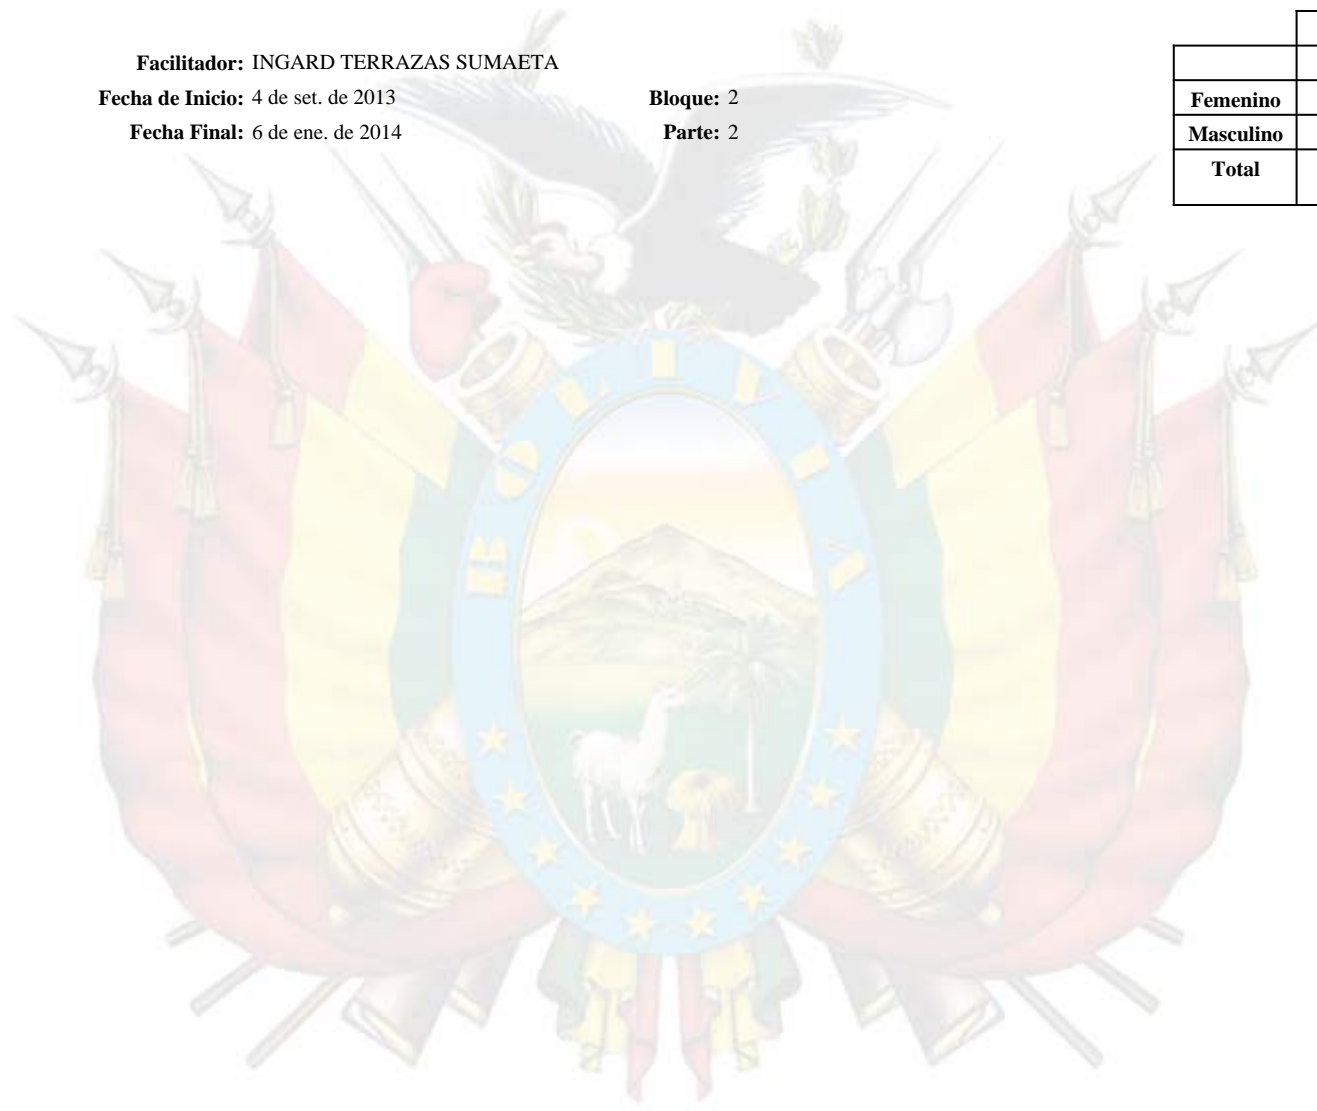 Facilitador: INGARD TERRAZAS SUMAETA
Fecha de Inicio: 4 de set. de 2013 Bloque: 2
Fecha Final: 6 de ene. de 2014 Parte: 2
Femenino
Masculino
Total
BOLIVIA